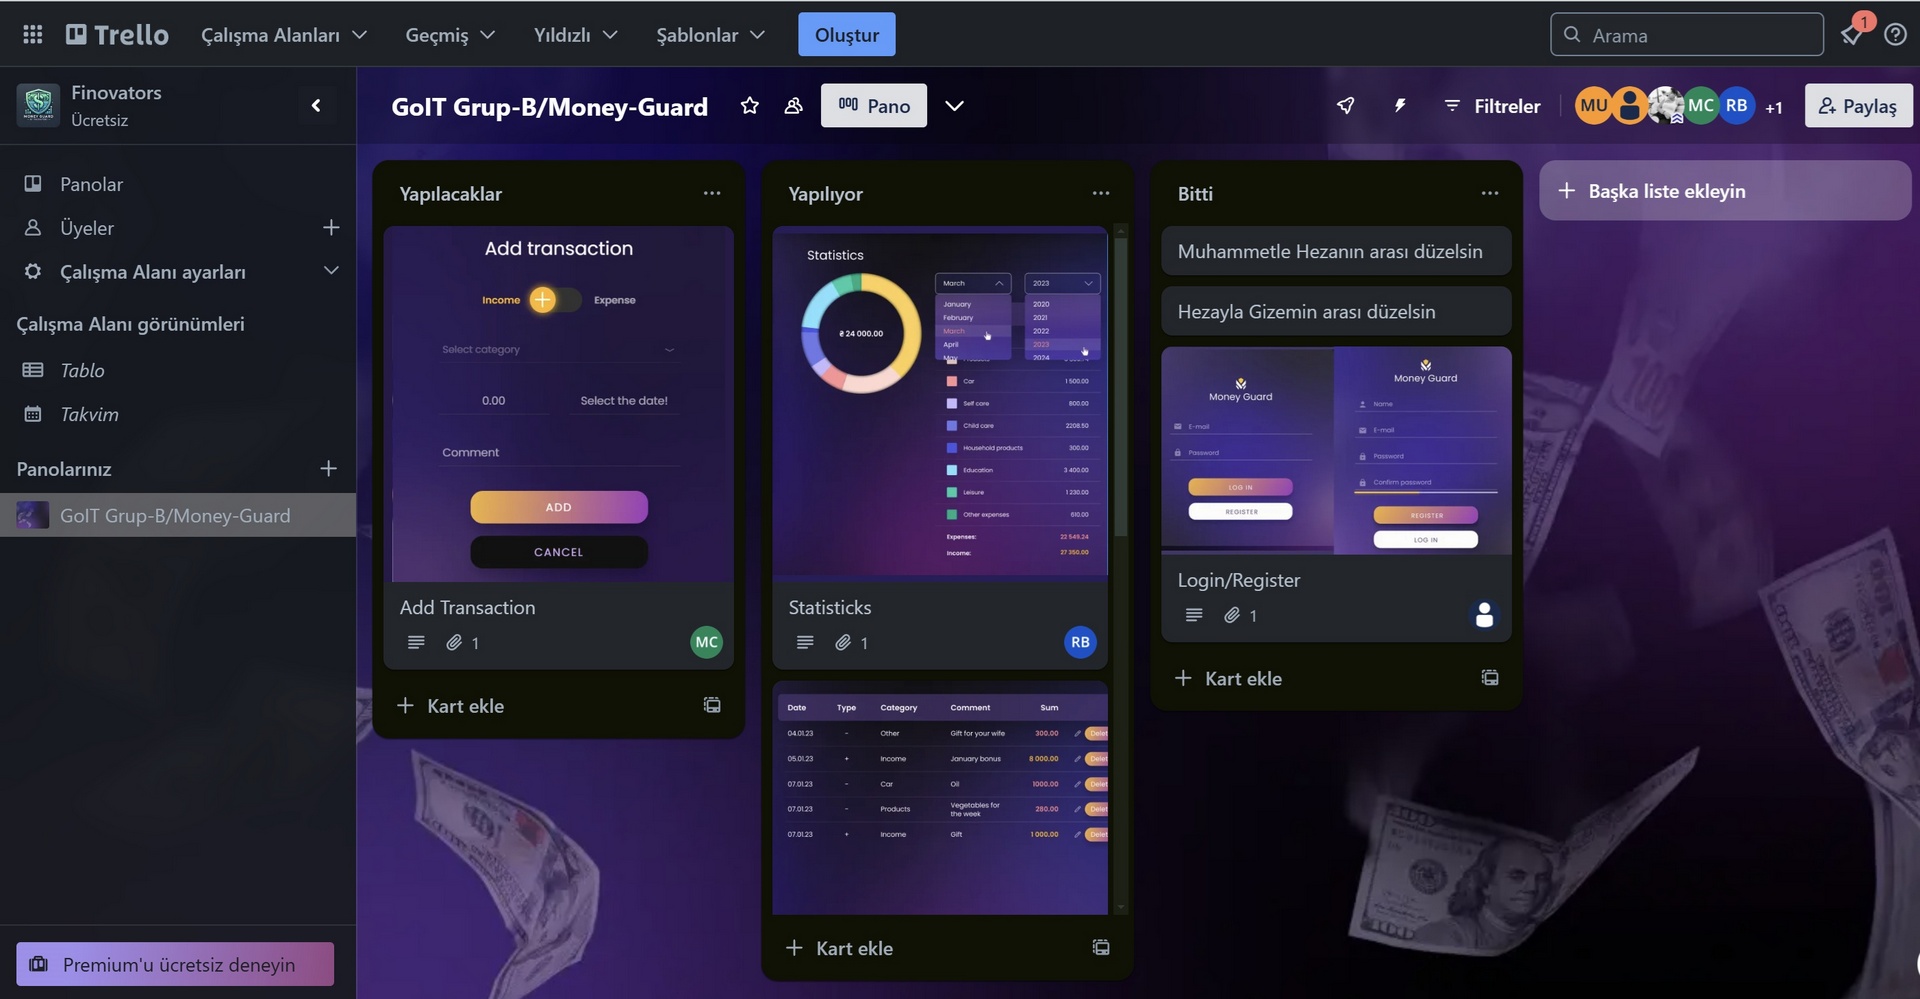 Trello
Çalışma Alanları
Geçmiş
Yıldızlı
Şablonlar
Oluştur
Arama
1
Finovators
Ücretsiz
Panolar
Üyeler
Çalışma Alanı ayarları
Çalışma Alanı görünümleri
Tablo
Takvim
Panolarınız
GoIT Grup-B/Money-Guard
Premium'u ücretsiz deneyin
GoIT Grup-B/Money-Guard
Pano
Filtreler
MU
MC
RB
+1
Paylaş
Yapılacaklar
Add transaction
Income
Expense
Select category
0.00
Select the date!
Comment
ADD
CANCEL
Add Transaction
1
MC
Kart ekle
Yapılıyor
Statistics
₴ 24 000.00
March
2023
January
2020
February
2021
March
2022
April
2023
May
2024
Car 1 500.00
Self care 800.00
Child care 2208.50
Household products 300.00
Education 3 400.00
Leisure 1 230.00
Other expenses 610.00
Expenses: 22 549.24
Income: 27 350.00
Statisticks
1
RB
Date Type Category Comment Sum
04.01.23 - Other Gift for your wife 300.00 Delet
05.01.23 + Income January bonus 8 000.00 Delet
07.01.23 - Car Oil 1000.00 Delet
07.01.23 - Products Vegetables for the week 280.00 Delet
07.01.23 + Income Gift 1 000.00 Delet
Kart ekle
Bitti
Muhammetle Hezanın arası düzelsin
Hezayla Gizemin arası düzelsin
Money Guard
E-mail
Password
LOG IN
REGISTER
Money Guard
Name
E-mail
Password
Confirm password
REGISTER
LOG IN
Login/Register
1
Kart ekle
Başka liste ekleyin